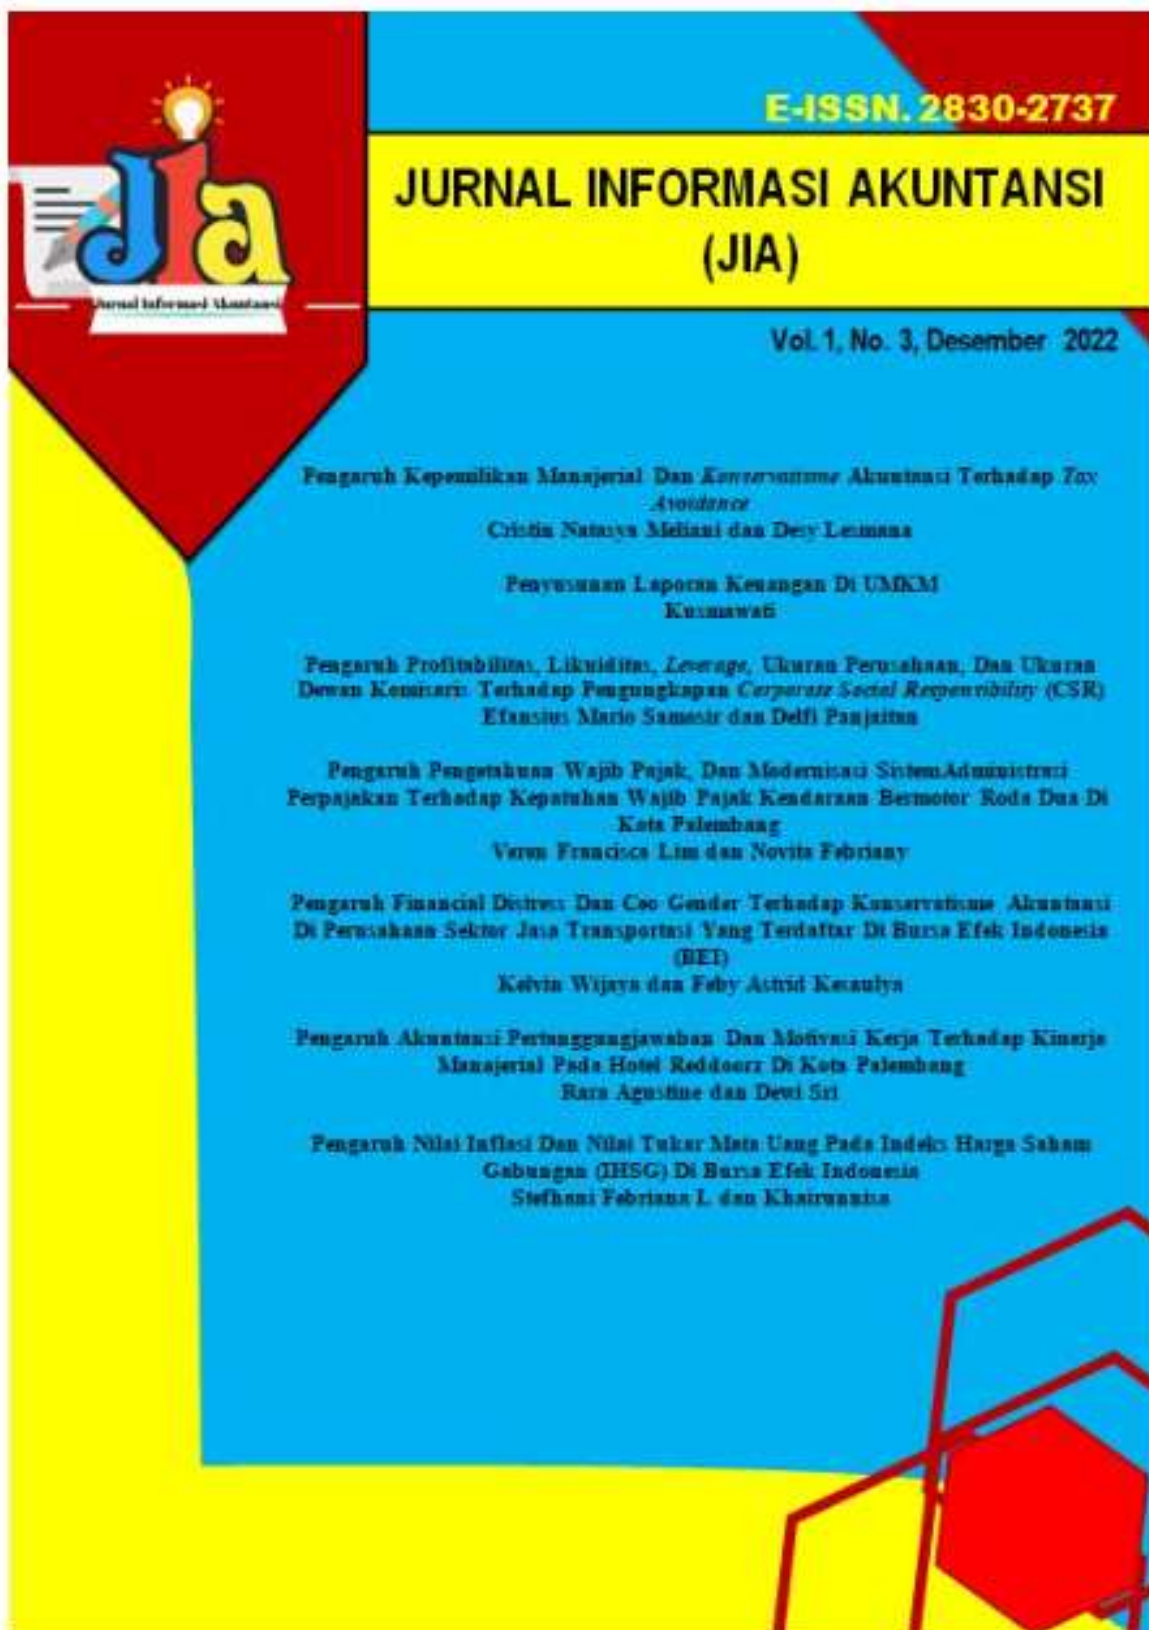 E-ISSN. 2830-2737
JURNAL INFORMASI AKUNTANSI
(JIA)
JIa
Jurnal Informasi Akuntansi
Vol. 1, No. 3, Desember 2022
Pengaruh Kepemilikan Manajerial Dan Konservatisme Akuntansi Terhadap Tax
Avoidance
Cristin Natasya Meliani dan Desy Lesmana
Penyusunan Laporan Keuangan Di UMKM
Kusmawati
Pengaruh Profitabilitas, Likuiditas, Leverage, Ukuran Perusahaan, Dan Ukuran
Dewan Komisaris Terhadap Pengungkapan Corporate Social Responsibility (CSR)
Efansius Mario Samosir dan Delfi Panjaitan
Pengaruh Pengetahuan Wajib Pajak, Dan Modernisasi SistemAdministrasi
Perpajakan Terhadap Kepatuhan Wajib Pajak Kendaraan Bermotor Roda Dua Di
Kota Palembang
Veren Francisca Lim dan Novita Febriany
Pengaruh Financial Distress Dan Ceo Gender Terhadap Konservatisme Akuntansi
Di Perusahaan Sektor Jasa Transportasi Yang Terdaftar Di Bursa Efek Indonesia
(BEI)
Kelvin Wijaya dan Feby Astrid Kesaulya
Pengaruh Akuntansi Pertanggungjawaban Dan Motivasi Kerja Terhadap Kinerja
Manajerial Pada Hotel Reddoorz Di Kota Palembang
Rara Agustine dan Dewi Sri
Pengaruh Nilai Inflasi Dan Nilai Tukar Mata Uang Pada Indeks Harga Saham
Gabungan (IHSG) Di Bursa Efek Indonesia
Stefhani Febriana L dan Khairunnisa